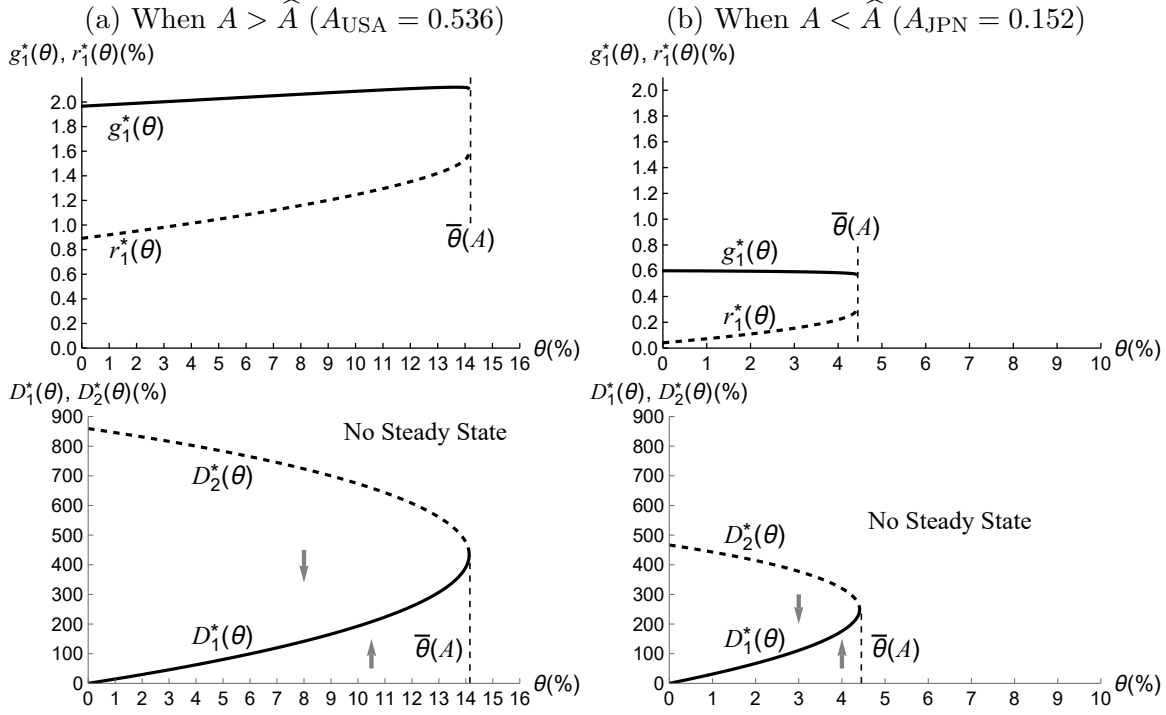 (a) When A > Â (A_USA = 0.536)
g₁*(θ), r₁*(θ)(%)
2.0
1.8
1.6
1.4
1.2
1.0
0.8
0.6
0.4
0.2
0.0
g₁*(θ)
r₁*(θ)
θ̅(A)
0 1 2 3 4 5 6 7 8 9 10 11 12 13 14 15 16
θ(%)
(b) When A < Â (A_JPN = 0.152)
g₁*(θ), r₁*(θ)(%)
2.0
1.8
1.6
1.4
1.2
1.0
0.8
0.6
0.4
0.2
0.0
θ̅(A)
g₁*(θ)
r₁*(θ)
0 1 2 3 4 5 6 7 8 9 10
θ(%)
D₁*(θ), D₂*(θ)(%)
900
800
700
600
500
400
300
200
100
0
No Steady State
D₂*(θ)
D₁*(θ)
θ̅(A)
0 1 2 3 4 5 6 7 8 9 10 11 12 13 14 15 16
θ(%)
D₁*(θ), D₂*(θ)(%)
900
800
700
600
500
400
300
200
100
0
No Steady State
D₂*(θ)
D₁*(θ)
θ̅(A)
0 1 2 3 4 5 6 7 8 9 10
θ(%)